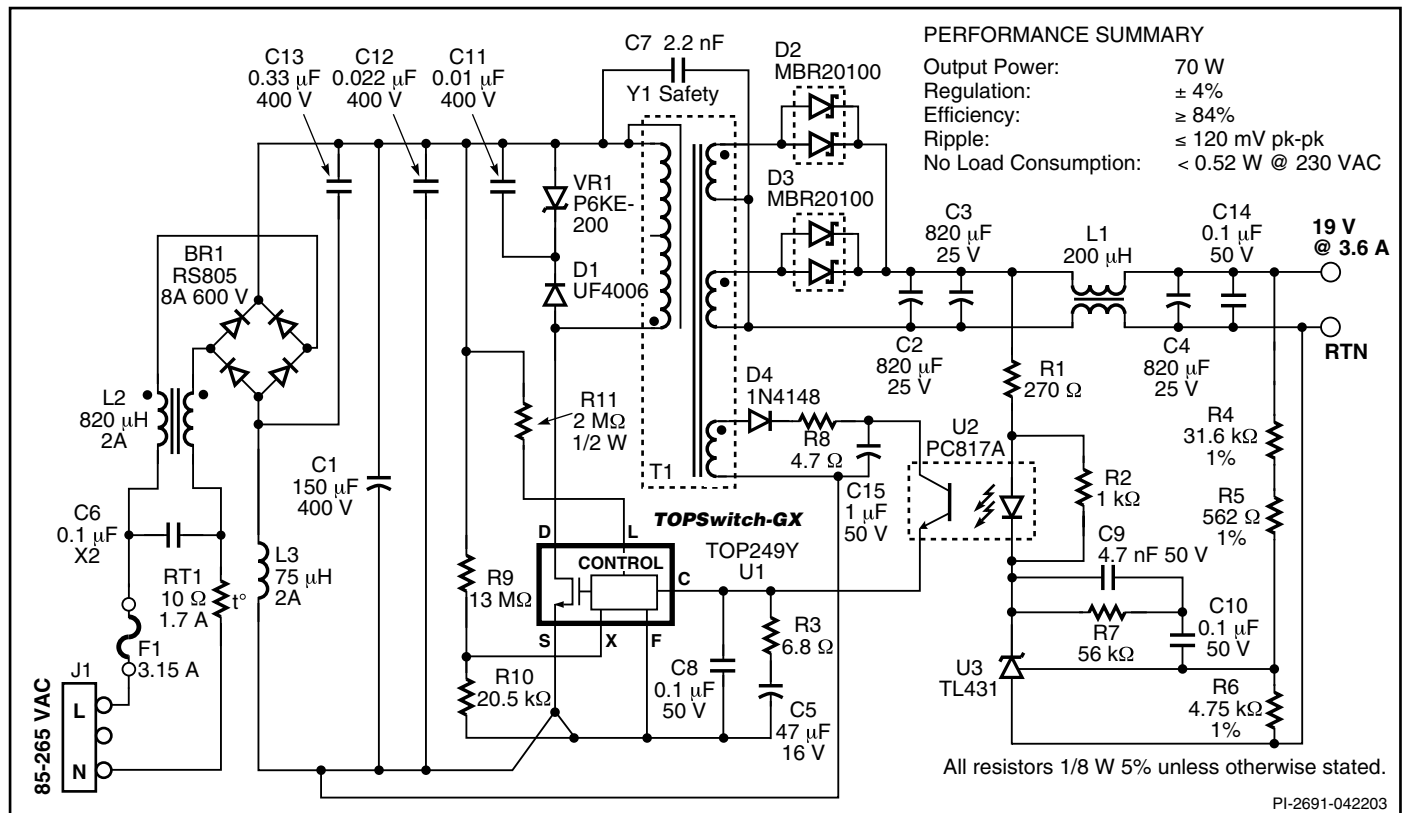 PERFORMANCE SUMMARY
Output Power: 70 W
Regulation: ± 4%
Efficiency: ≥ 84%
Ripple: ≤ 120 mV pk-pk
No Load Consumption: < 0.52 W @ 230 VAC
C13
0.33 µF
400 V
C12
0.022 µF
400 V
C11
0.01 µF
400 V
C7 2.2 nF
Y1 Safety
D2
MBR20100
D3
MBR20100
VR1
P6KE-
200
D1
UF4006
BR1
RS805
8A 600 V
C3
820 µF
25 V
L1
200 µH
C14
0.1 µF
50 V
19 V
@ 3.6 A
RTN
C2
820 µF
25 V
C4
820 µF
25 V
R1
270 Ω
L2
820 µH
2A
R11
2 MΩ
1/2 W
D4
1N4148
R8
4.7 Ω
T1
C15
1 µF
50 V
U2
PC817A
R2
1 kΩ
R4
31.6 kΩ
1%
R5
562 Ω
1%
C1
150 µF
400 V
C6
0.1 µF
X2
RT1
10 Ω
1.7 A
t°
L3
75 µH
2A
F1
3.15 A
J1
L
N
85-265 VAC
R9
13 MΩ
R10
20.5 kΩ
TOPSwitch-GX
TOP249Y
U1
D
L
CONTROL
C
S
X
F
C8
0.1 µF
50 V
R3
6.8 Ω
C5
47 µF
16 V
C9
4.7 nF 50 V
R7
56 kΩ
C10
0.1 µF
50 V
U3
TL431
R6
4.75 kΩ
1%
All resistors 1/8 W 5% unless otherwise stated.
PI-2691-042203